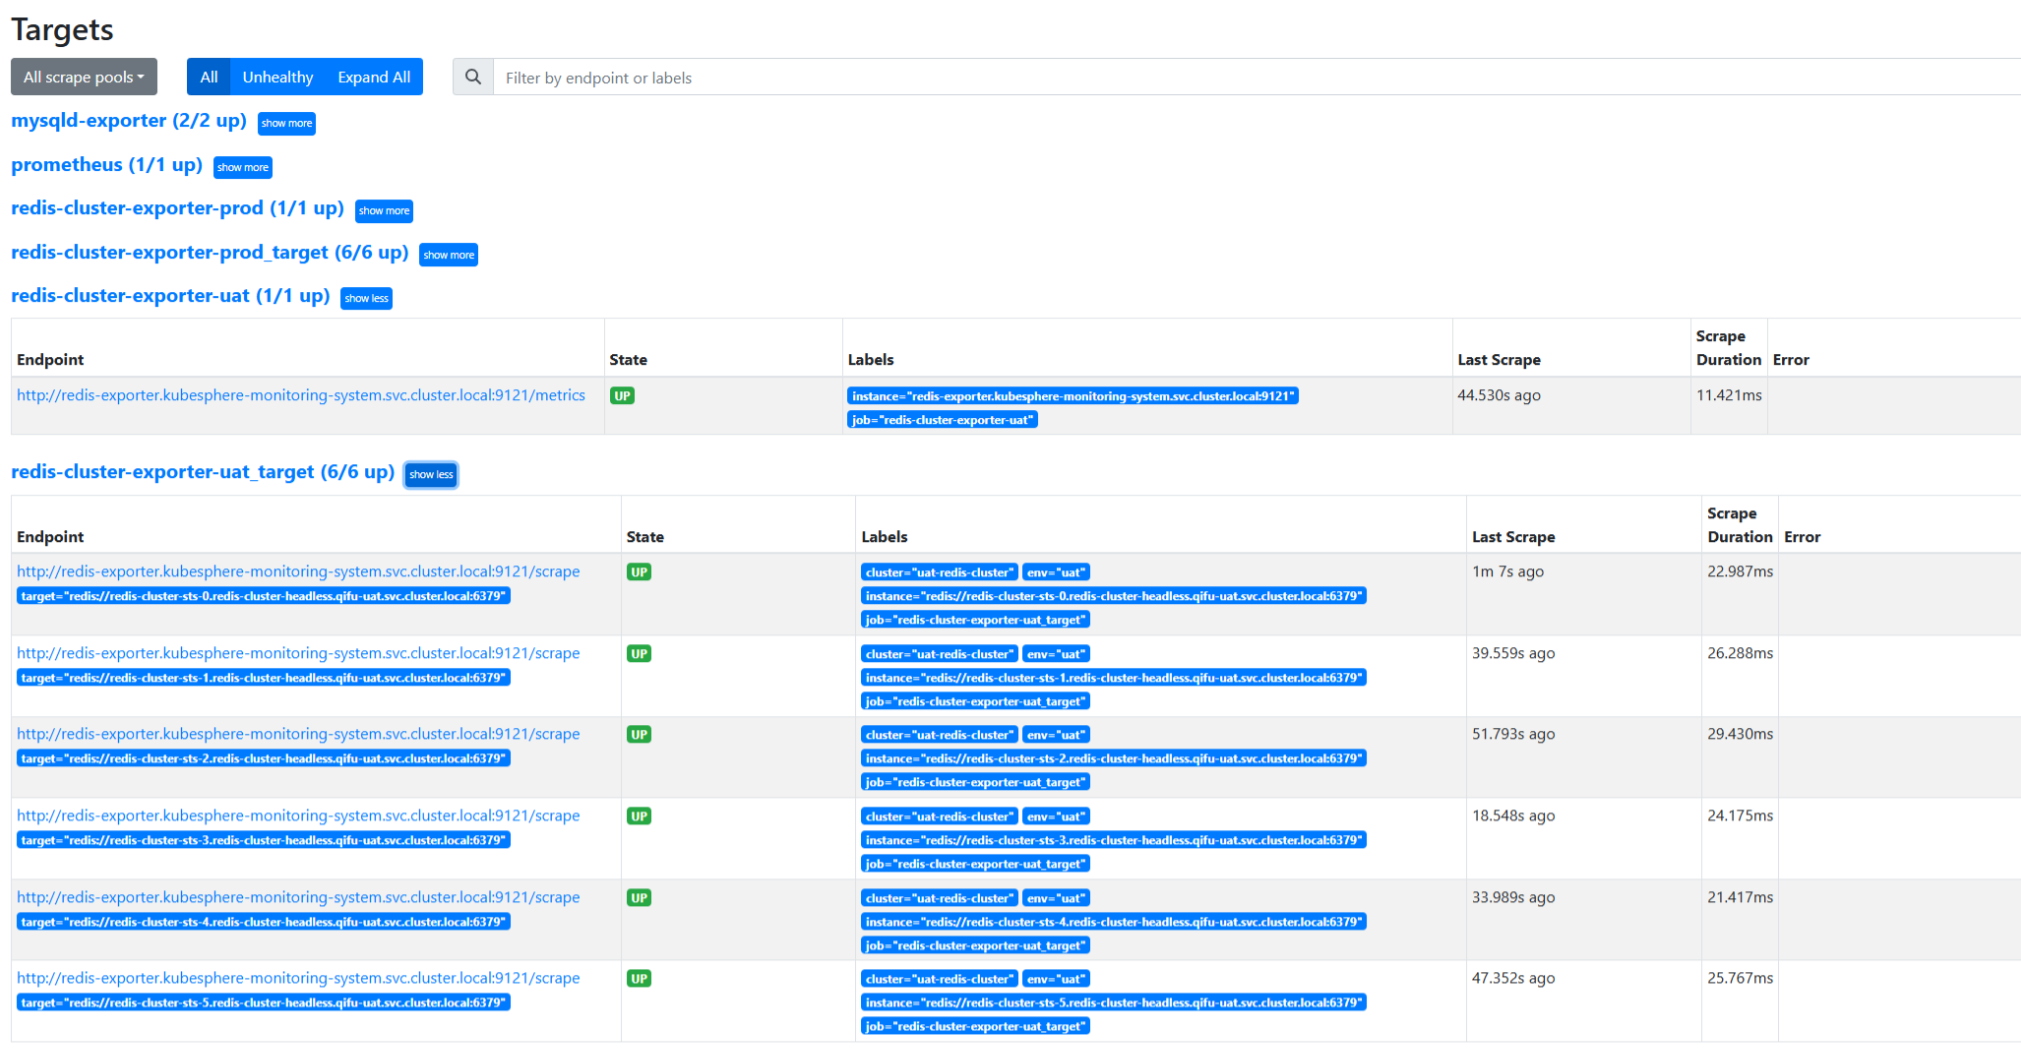 Targets
All scrape pools All Unhealthy Expand All Filter by endpoint or labels
mysqld-exporter (2/2 up) show more
prometheus (1/1 up) show more
redis-cluster-exporter-prod (1/1 up) show more
redis-cluster-exporter-prod_target (6/6 up) show more
redis-cluster-exporter-uat (1/1 up) show less
Endpoint State Labels Last Scrape Scrape Duration Error
http://redis-exporter.kubesphere-monitoring-system.svc.cluster.local:9121/metrics UP instance="redis-exporter.kubesphere-monitoring-system.svc.cluster.local:9121" 44.530s ago 11.421ms
job="redis-cluster-exporter-uat"
redis-cluster-exporter-uat_target (6/6 up) show less
Endpoint State Labels Last Scrape Scrape Duration Error
http://redis-exporter.kubesphere-monitoring-system.svc.cluster.local:9121/scrape UP cluster="uat-redis-cluster" env="uat" 1m 7s ago 22.987ms
target="redis://redis-cluster-sts-0.redis-cluster-headless.qifu-uat.svc.cluster.local:6379" instance="redis://redis-cluster-sts-0.redis-cluster-headless.qifu-uat.svc.cluster.local:6379"
job="redis-cluster-exporter-uat_target"
http://redis-exporter.kubesphere-monitoring-system.svc.cluster.local:9121/scrape UP cluster="uat-redis-cluster" env="uat" 39.559s ago 26.288ms
target="redis://redis-cluster-sts-1.redis-cluster-headless.qifu-uat.svc.cluster.local:6379" instance="redis://redis-cluster-sts-1.redis-cluster-headless.qifu-uat.svc.cluster.local:6379"
job="redis-cluster-exporter-uat_target"
http://redis-exporter.kubesphere-monitoring-system.svc.cluster.local:9121/scrape UP cluster="uat-redis-cluster" env="uat" 51.793s ago 29.430ms
target="redis://redis-cluster-sts-2.redis-cluster-headless.qifu-uat.svc.cluster.local:6379" instance="redis://redis-cluster-sts-2.redis-cluster-headless.qifu-uat.svc.cluster.local:6379"
job="redis-cluster-exporter-uat_target"
http://redis-exporter.kubesphere-monitoring-system.svc.cluster.local:9121/scrape UP cluster="uat-redis-cluster" env="uat" 18.548s ago 24.175ms
target="redis://redis-cluster-sts-3.redis-cluster-headless.qifu-uat.svc.cluster.local:6379" instance="redis://redis-cluster-sts-3.redis-cluster-headless.qifu-uat.svc.cluster.local:6379"
job="redis-cluster-exporter-uat_target"
http://redis-exporter.kubesphere-monitoring-system.svc.cluster.local:9121/scrape UP cluster="uat-redis-cluster" env="uat" 33.989s ago 21.417ms
target="redis://redis-cluster-sts-4.redis-cluster-headless.qifu-uat.svc.cluster.local:6379" instance="redis://redis-cluster-sts-4.redis-cluster-headless.qifu-uat.svc.cluster.local:6379"
job="redis-cluster-exporter-uat_target"
http://redis-exporter.kubesphere-monitoring-system.svc.cluster.local:9121/scrape UP cluster="uat-redis-cluster" env="uat" 47.352s ago 25.767ms
target="redis://redis-cluster-sts-5.redis-cluster-headless.qifu-uat.svc.cluster.local:6379" instance="redis://redis-cluster-sts-5.redis-cluster-headless.qifu-uat.svc.cluster.local:6379"
job="redis-cluster-exporter-uat_target"